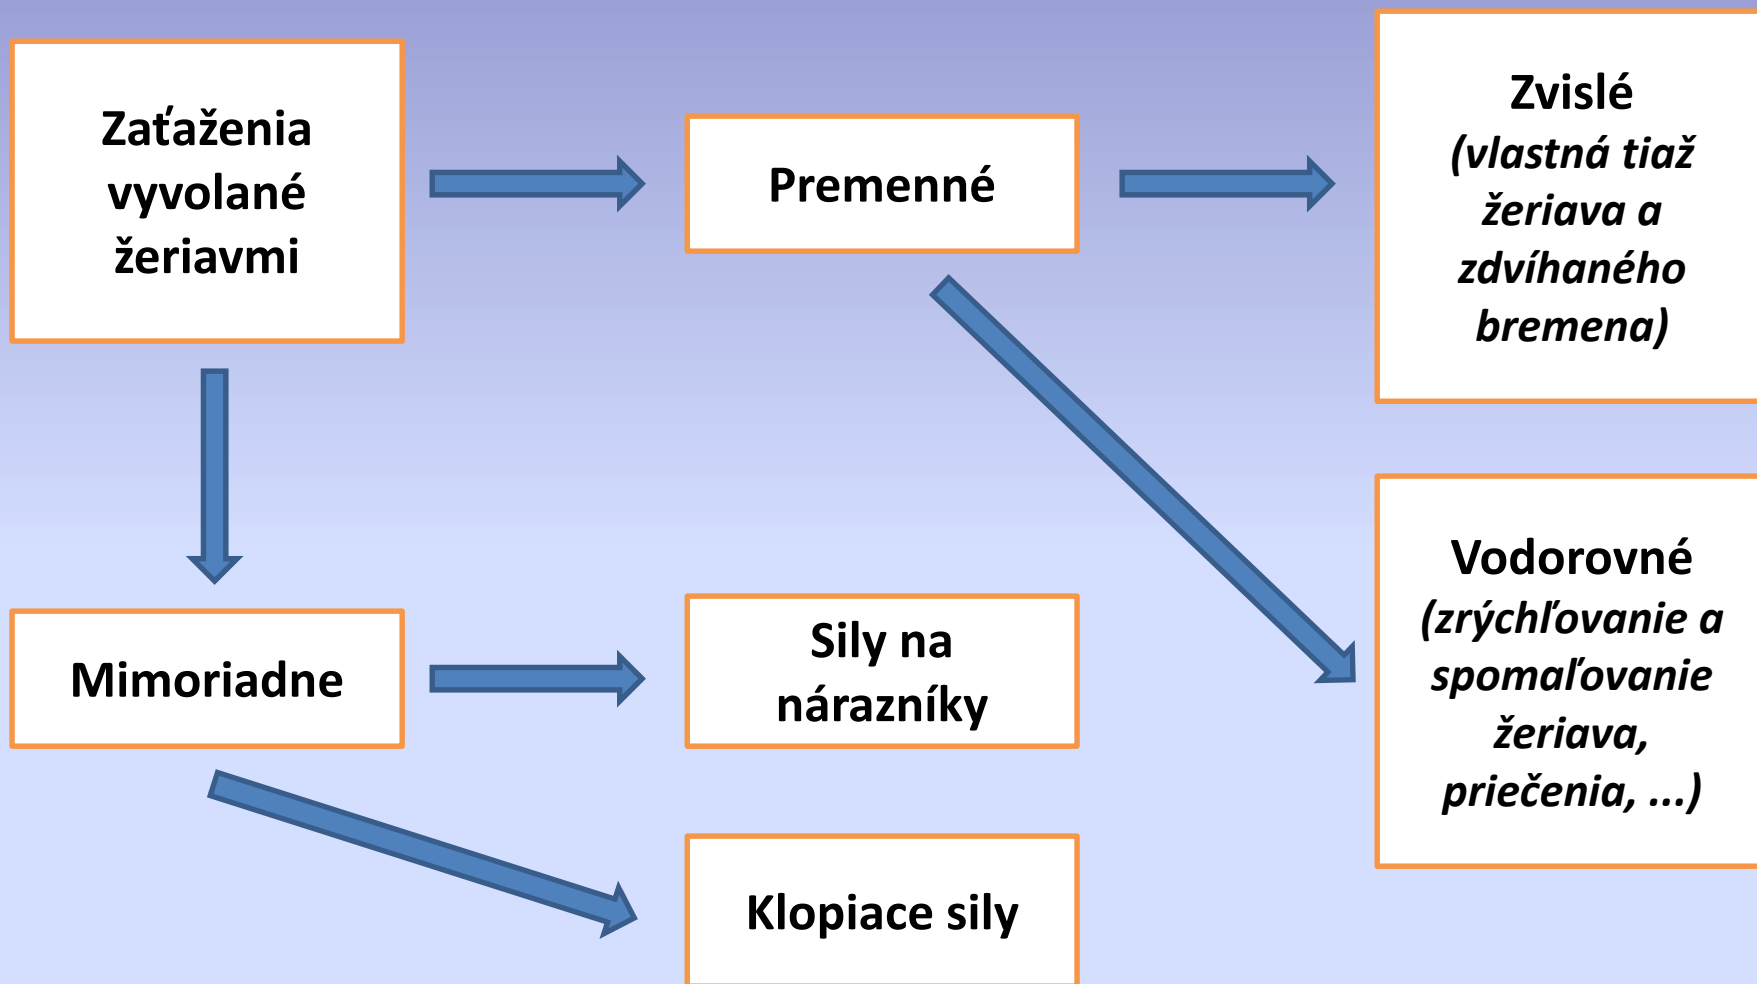 Zaťaženia
vyvolané
žeriavmi
Premenné
Zvislé
(vlastná tiaž
žeriava a
zdvíhaného
bremena)
Mimoriadne
Sily na
nárazníky
Vodorovné
(zrýchľovanie a
spomaľovanie
žeriava,
priečenia, ...)
Klopiace sily